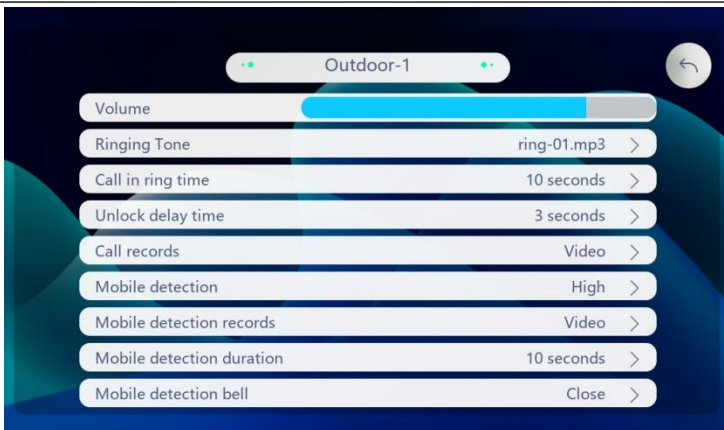 Outdoor-1
Volume
Ringing Tone ring-01.mp3
Call in ring time 10 seconds
Unlock delay time 3 seconds
Call records Video
Mobile detection High
Mobile detection records Video
Mobile detection duration 10 seconds
Mobile detection bell Close